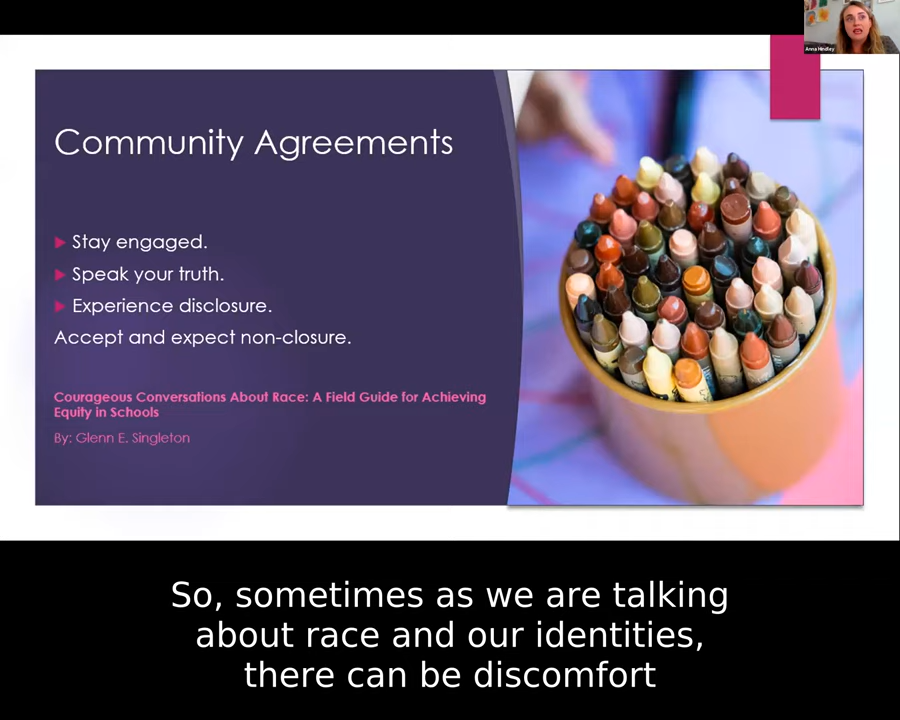 Anna Hindley
Community Agreements
Stay engaged.
Speak your truth.
Experience disclosure.
Accept and expect non-closure.
Courageous Conversations About Race: A Field Guide for Achieving
Equity in Schools
By: Glenn E. Singleton
So, sometimes as we are talking
about race and our identities,
there can be discomfort